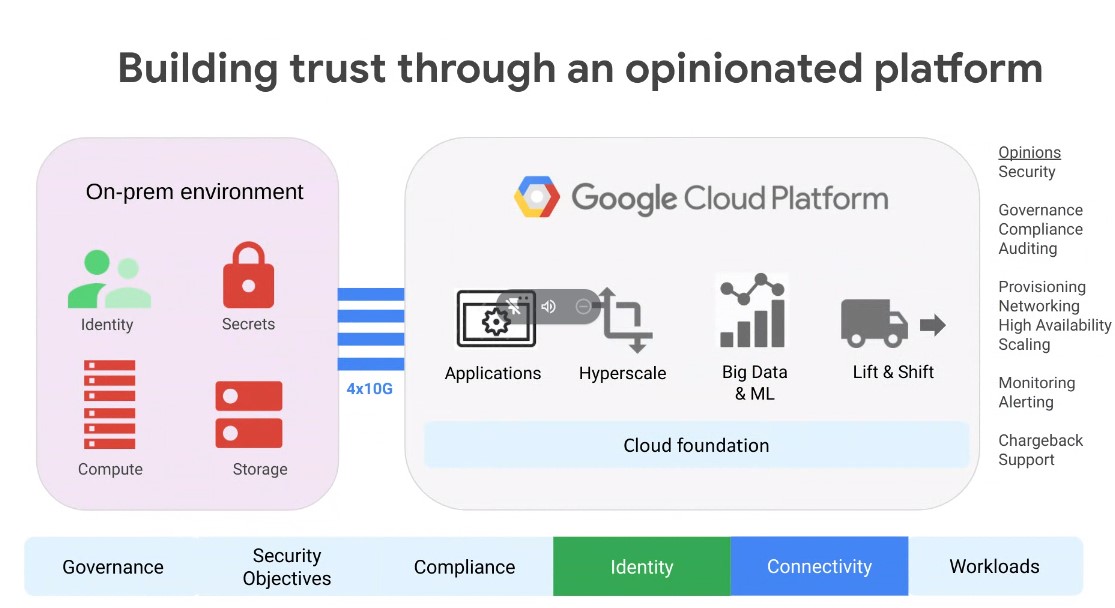 Building trust through an opinionated platform
On-prem environment
Identity
Secrets
Compute
Storage
4x10G
Google Cloud Platform
Applications
Hyperscale
Big Data
& ML
Lift & Shift
Cloud foundation
Opinions
Security
Governance
Compliance
Auditing
Provisioning
Networking
High Availability
Scaling
Monitoring
Alerting
Chargeback
Support
Governance
Security
Objectives
Compliance
Identity
Connectivity
Workloads